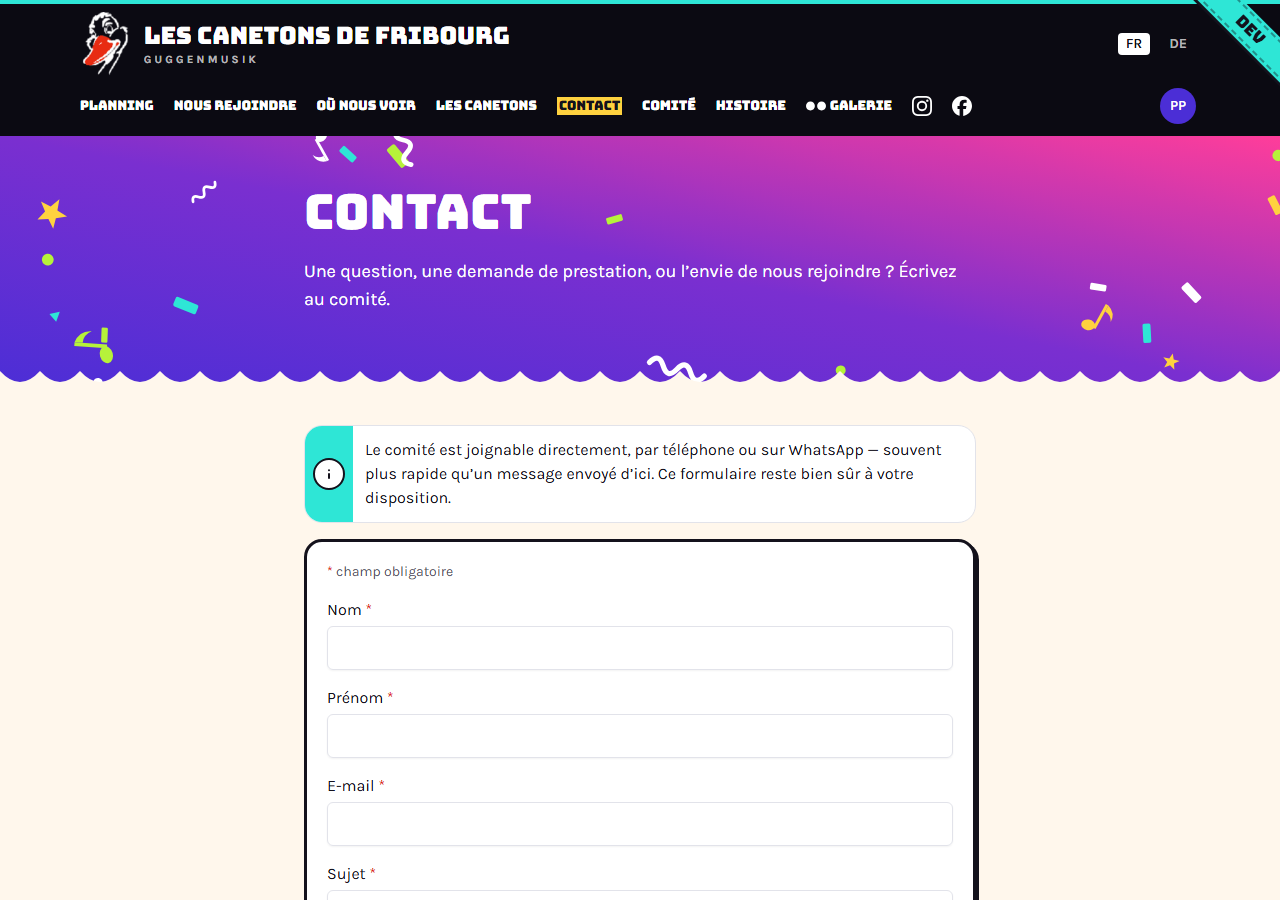 LES CANETONS DE FRIBOURG
GUGGENMUSIK
FR DE
DEV
PLANNING NOUS REJOINDRE OÙ NOUS VOIR LES CANETONS CONTACT COMITÉ HISTOIRE GALERIE PP
CONTACT
Une question, une demande de prestation, ou l’envie de nous rejoindre ? Écrivez
au comité.
Le comité est joignable directement, par téléphone ou sur WhatsApp — souvent
plus rapide qu’un message envoyé d’ici. Ce formulaire reste bien sûr à votre
disposition.
* champ obligatoire
Nom *
Prénom *
E-mail *
Sujet *